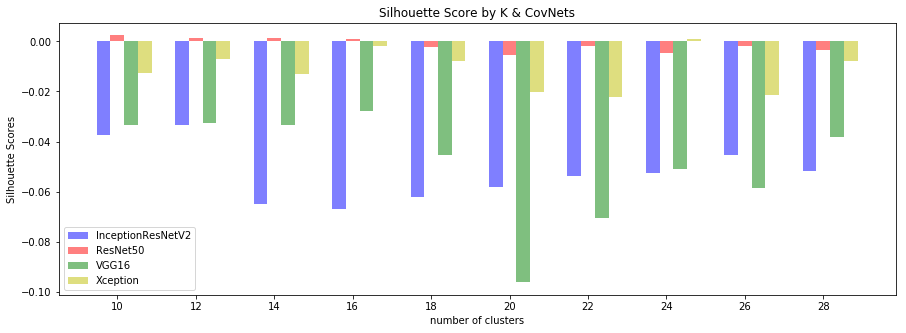 Silhouette Score by K & CovNets
Silhouette Scores
0.00
−0.02
−0.04
−0.06
−0.08
−0.10
InceptionResNetV2
ResNet50
VGG16
Xception
10 12 14 16 18 20 22 24 26 28
number of clusters